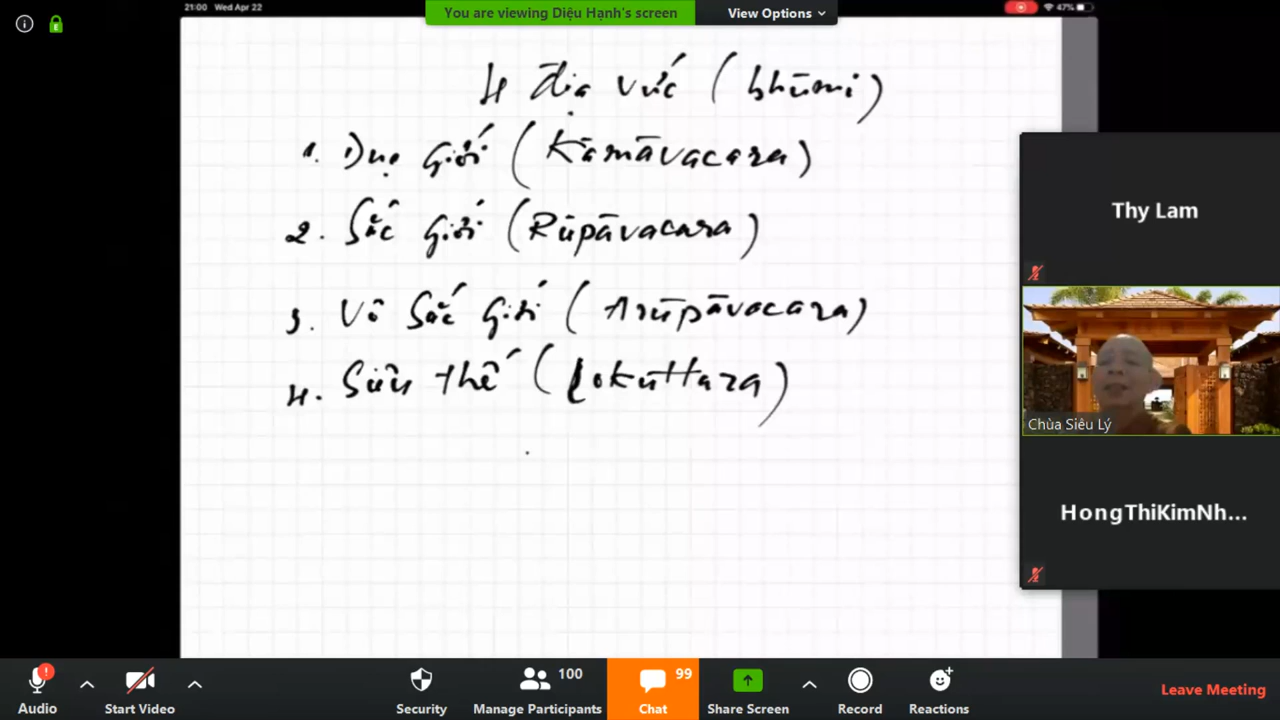 21:00 Wed Apr 22
You are viewing Diệu Hạnh's screen
View Options
47%
4 địa vức (bhūmi)
1. Dục giới (Kāmāvacara)
2. Sắc giới (Rūpāvacara)
3. Vô Sắc giới (Arūpāvacara)
4. Siêu thế (Lokuttara)
Thy Lam
Chùa Siêu Lý
HongThiKimNh...
Audio
Start Video
Security
Manage Participants
100
Chat
99
Share Screen
Record
Reactions
Leave Meeting